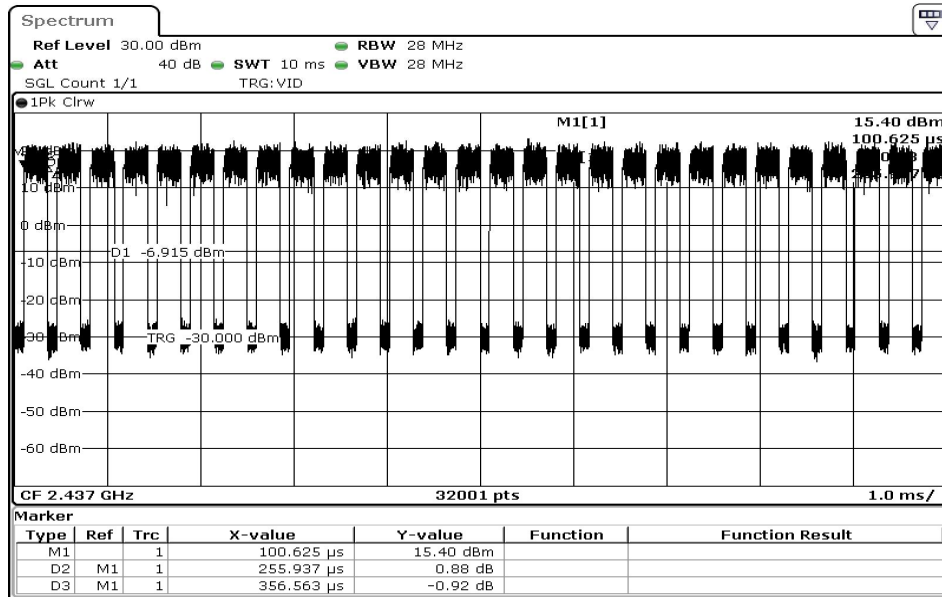 Spectrum
Ref Level 30.00 dBm RBW 28 MHz
Att 40 dB SWT 10 ms VBW 28 MHz
SGL Count 1/1 TRG:VID
1Pk Clrw
M1[1] 15.40 dBm
100.625 µs
10 dBm
0 dBm
D1 -6.915 dBm
-10 dBm
-20 dBm
TRG -30.000 dBm
-40 dBm
-50 dBm
-60 dBm
CF 2.437 GHz 32001 pts 1.0 ms/
Marker
Type Ref Trc X-value Y-value Function Function Result
M1 1 100.625 µs 15.40 dBm
D2 M1 1 255.937 µs 0.88 dB
D3 M1 1 356.563 µs -0.92 dB